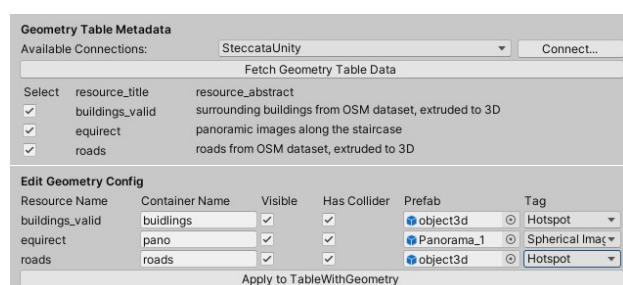 Geometry Table Metadata
Available Connections: SteccataUnity Connect...
Fetch Geometry Table Data
Select resource_title resource_abstract
buildings_valid surrounding buildings from OSM dataset, extruded to 3D
equirect panoramic images along the staircase
roads roads from OSM dataset, extruded to 3D
Edit Geometry Config
Resource Name Container Name Visible Has Collider Prefab Tag
buildings_valid buidlings object3d Hotspot
equirect pano Panorama_1 Spherical Imag
roads roads object3d Hotspot
Apply to TableWithGeometry